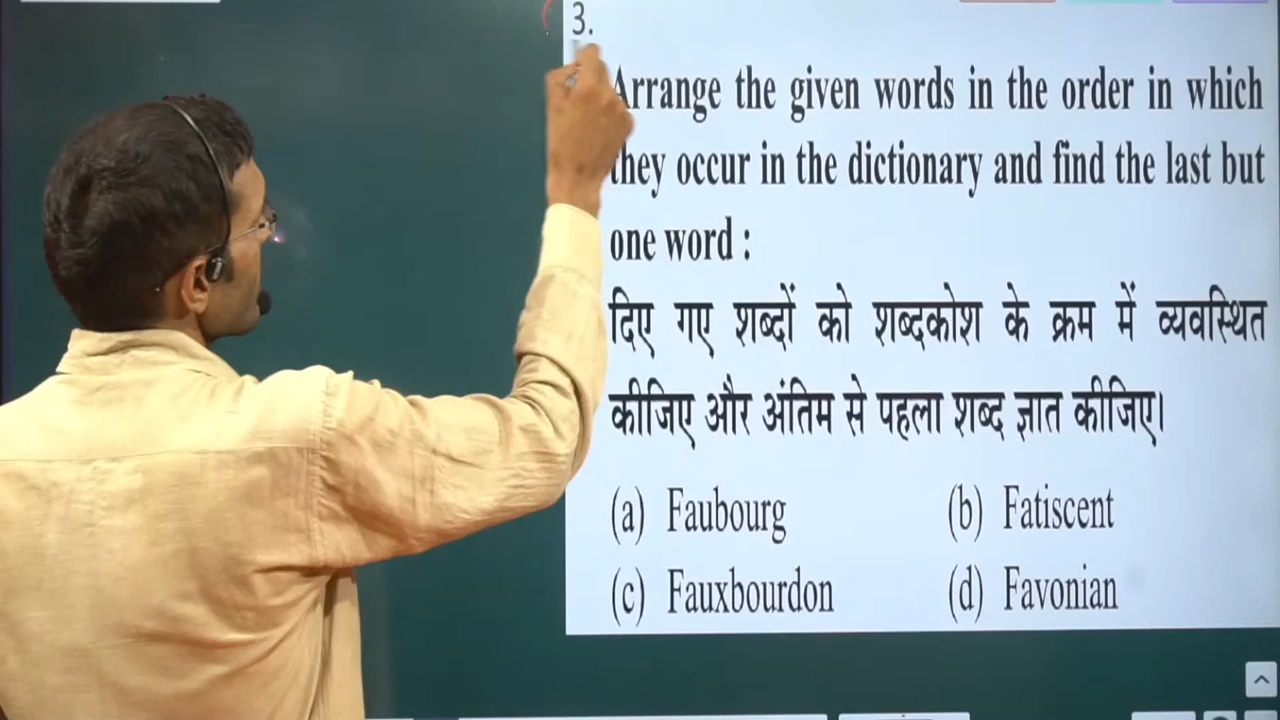 3.
Arrange the given words in the order in which
they occur in the dictionary and find the last but
one word :
दिए गए शब्दों को शब्दकोश के क्रम में व्यवस्थित
कीजिए और अंतिम से पहला शब्द ज्ञात कीजिए।
(a) Faubourg (b) Fatiscent
(c) Fauxbourdon (d) Favonian